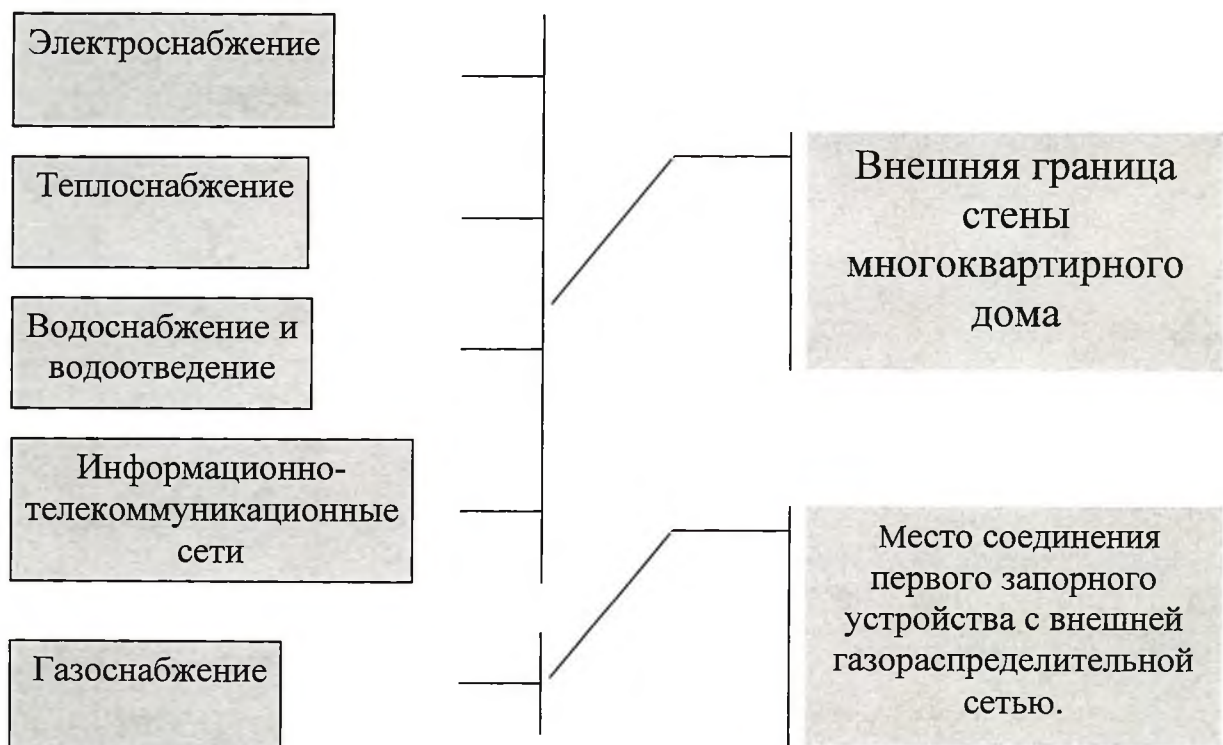 Электроснабжение
Теплоснабжение
Водоснабжение и
водоотведение
Информационно-
телекоммуникационные
сети
Газоснабжение
Внешняя граница
стены
многоквартирного
дома
Место соединения
первого запорного
устройства с внешней
газораспределительной
сетью.